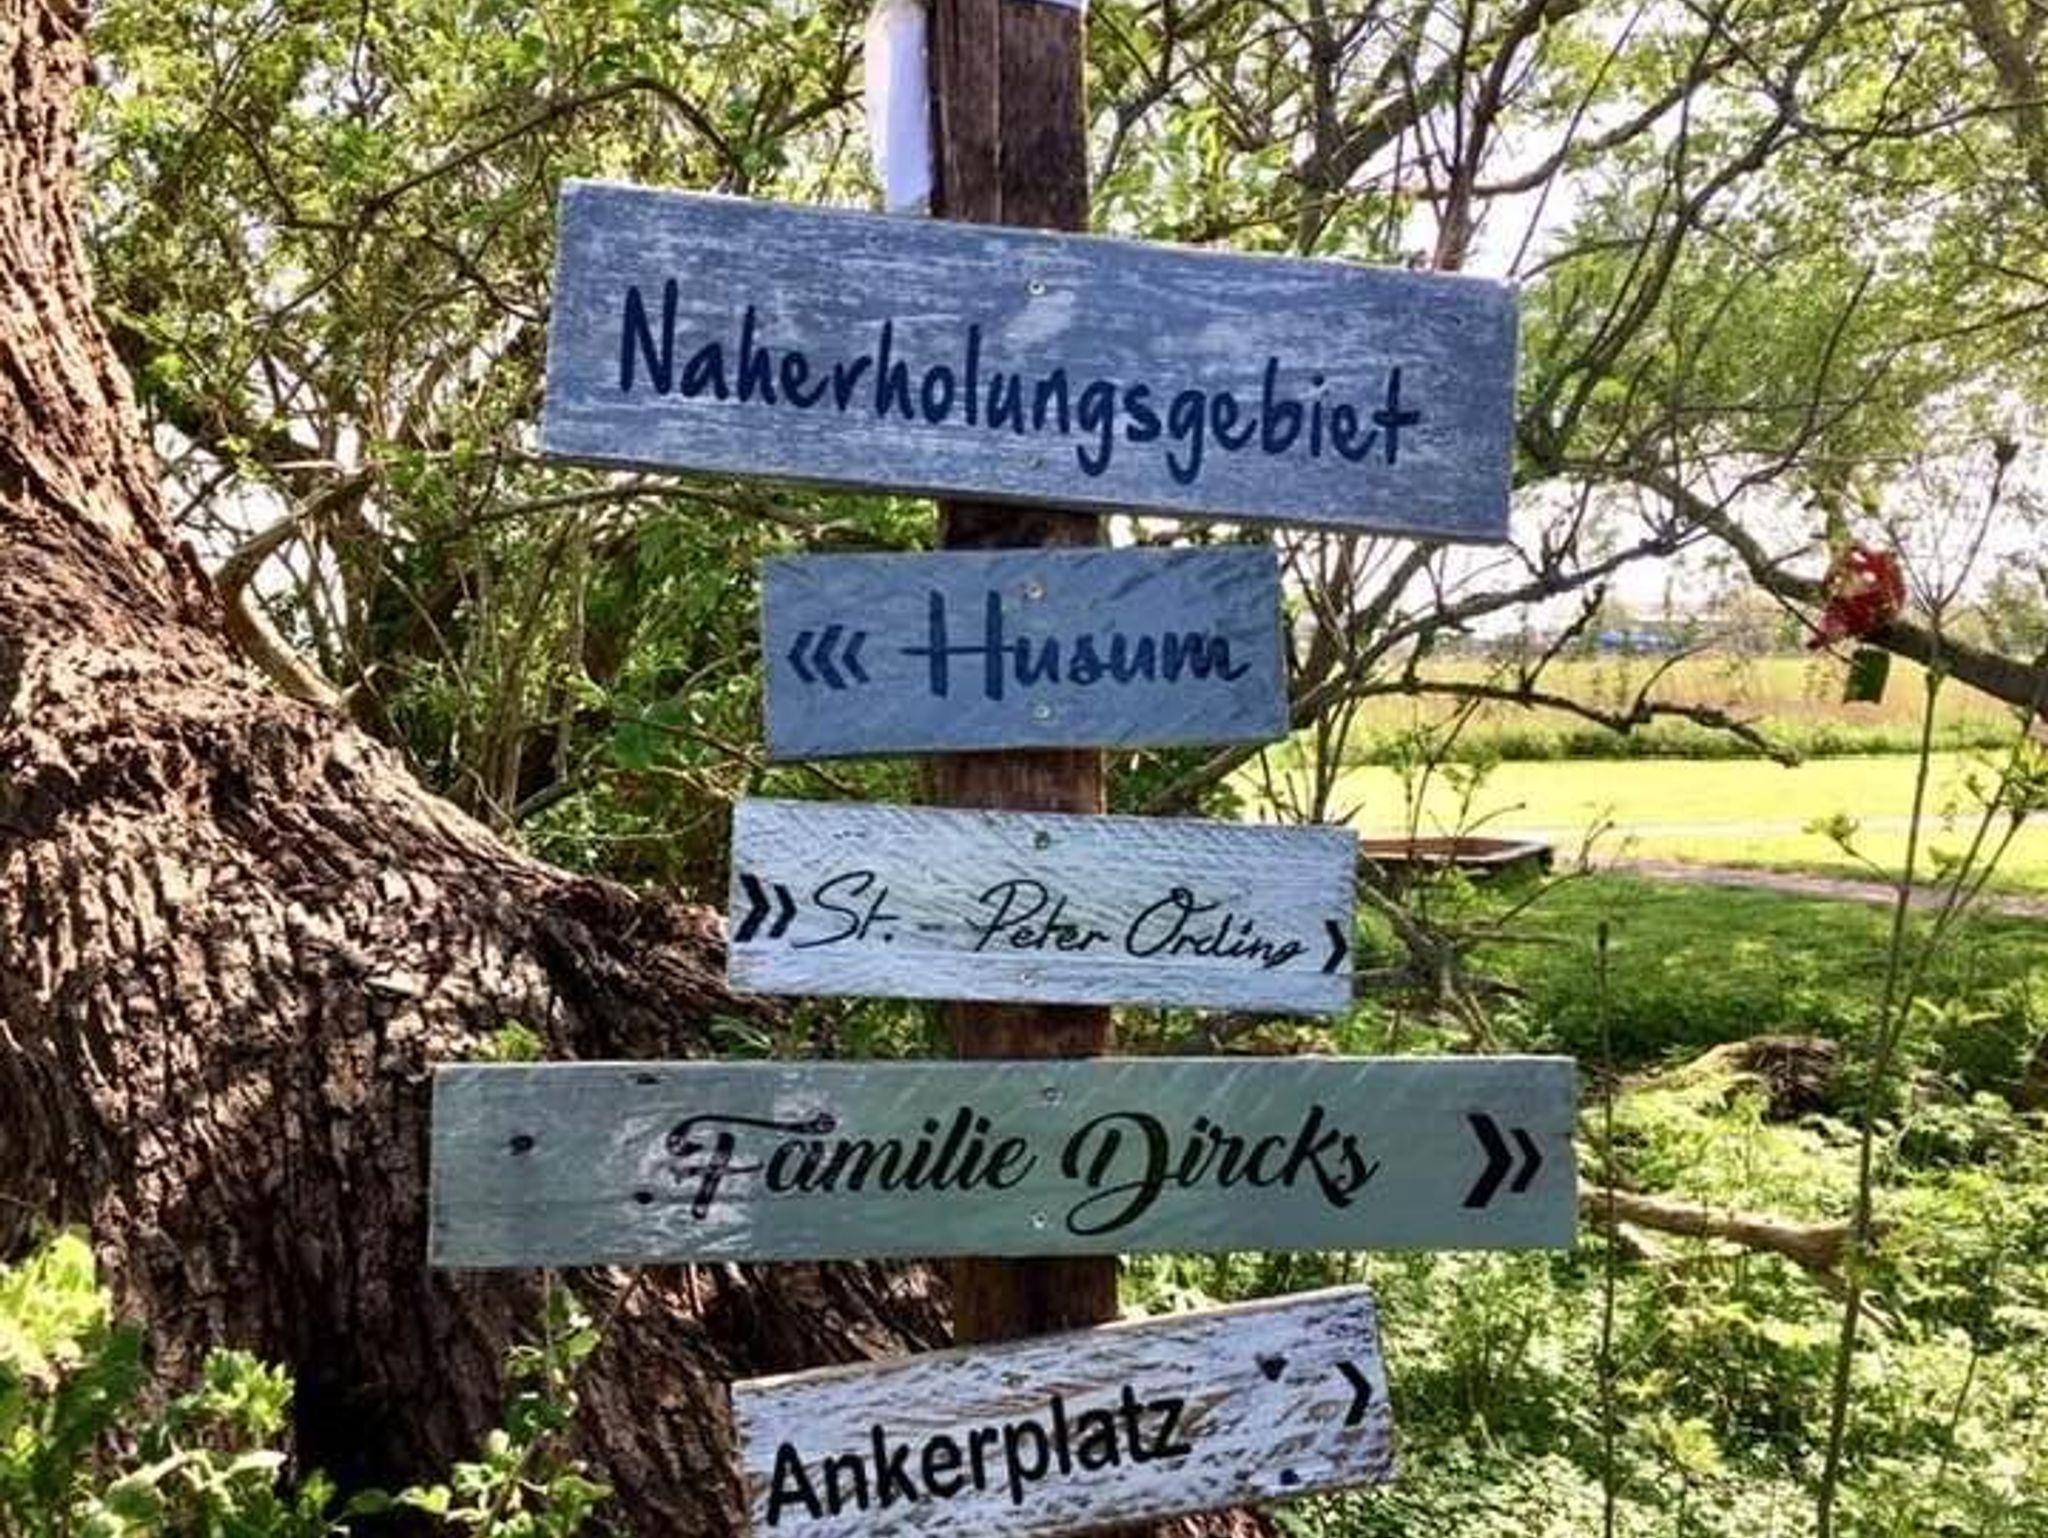 Naherholungsgebiet
Husum
St. - Peter Ording
Familie Dircks
Ankerplatz